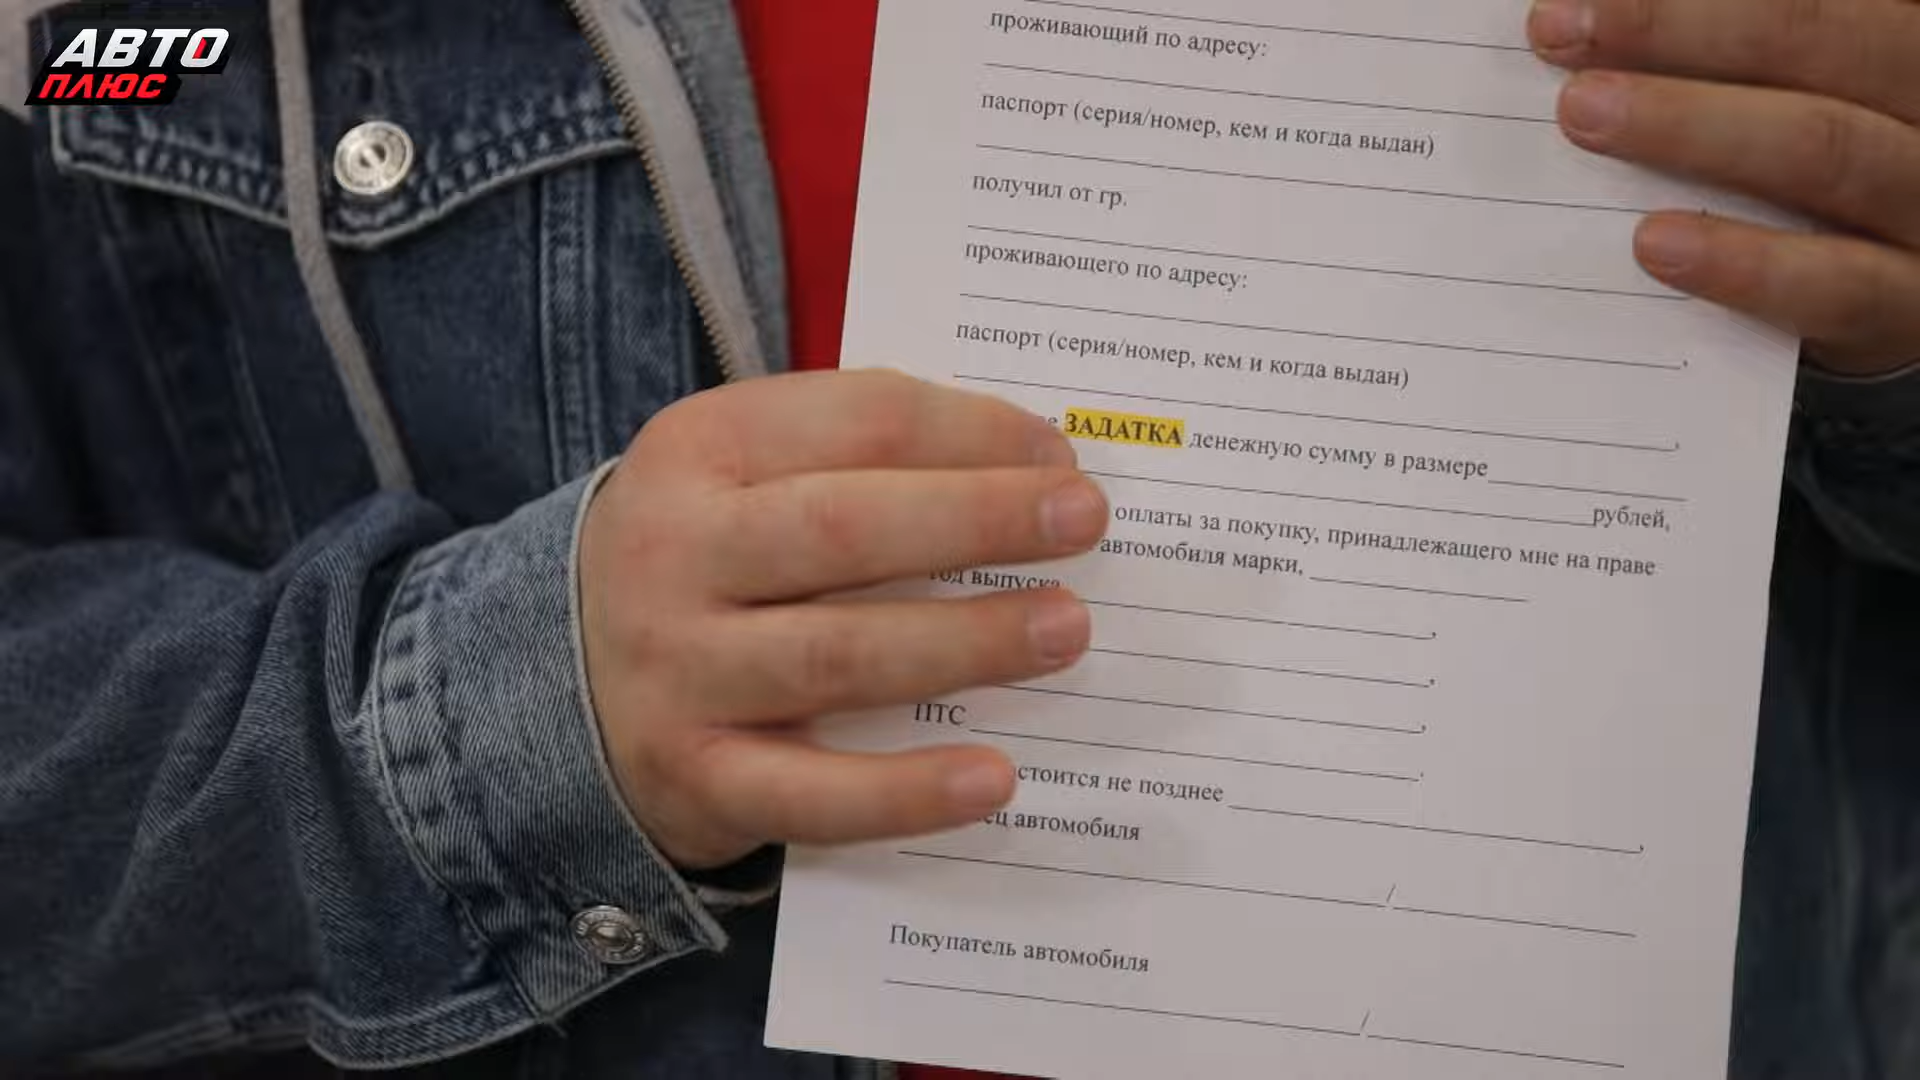 АВТО
ПЛЮС
проживающий по адресу:
паспорт (серия/номер, кем и когда выдан)
получил от гр.
проживающего по адресу:
паспорт (серия/номер, кем и когда выдан)
ЗАДАТКА денежную сумму в размере
рублей,
оплаты за покупку, принадлежащего мне на праве
автомобиля марки,
год выпуска
ПТС
стоится не позднее
автомобиля
Покупатель автомобиля